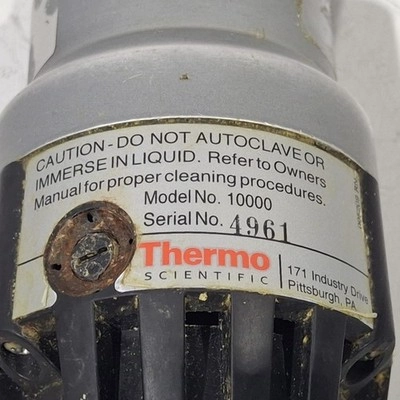 CAUTION - DO NOT AUTOCLAVE OR
IMMERSE IN LIQUID. Refer to Owners
Manual for proper cleaning procedures.
Model No. 10000
Serial No. 4961
Thermo
SCIENTIFIC
171 Industry Drive
Pittsburgh, PA